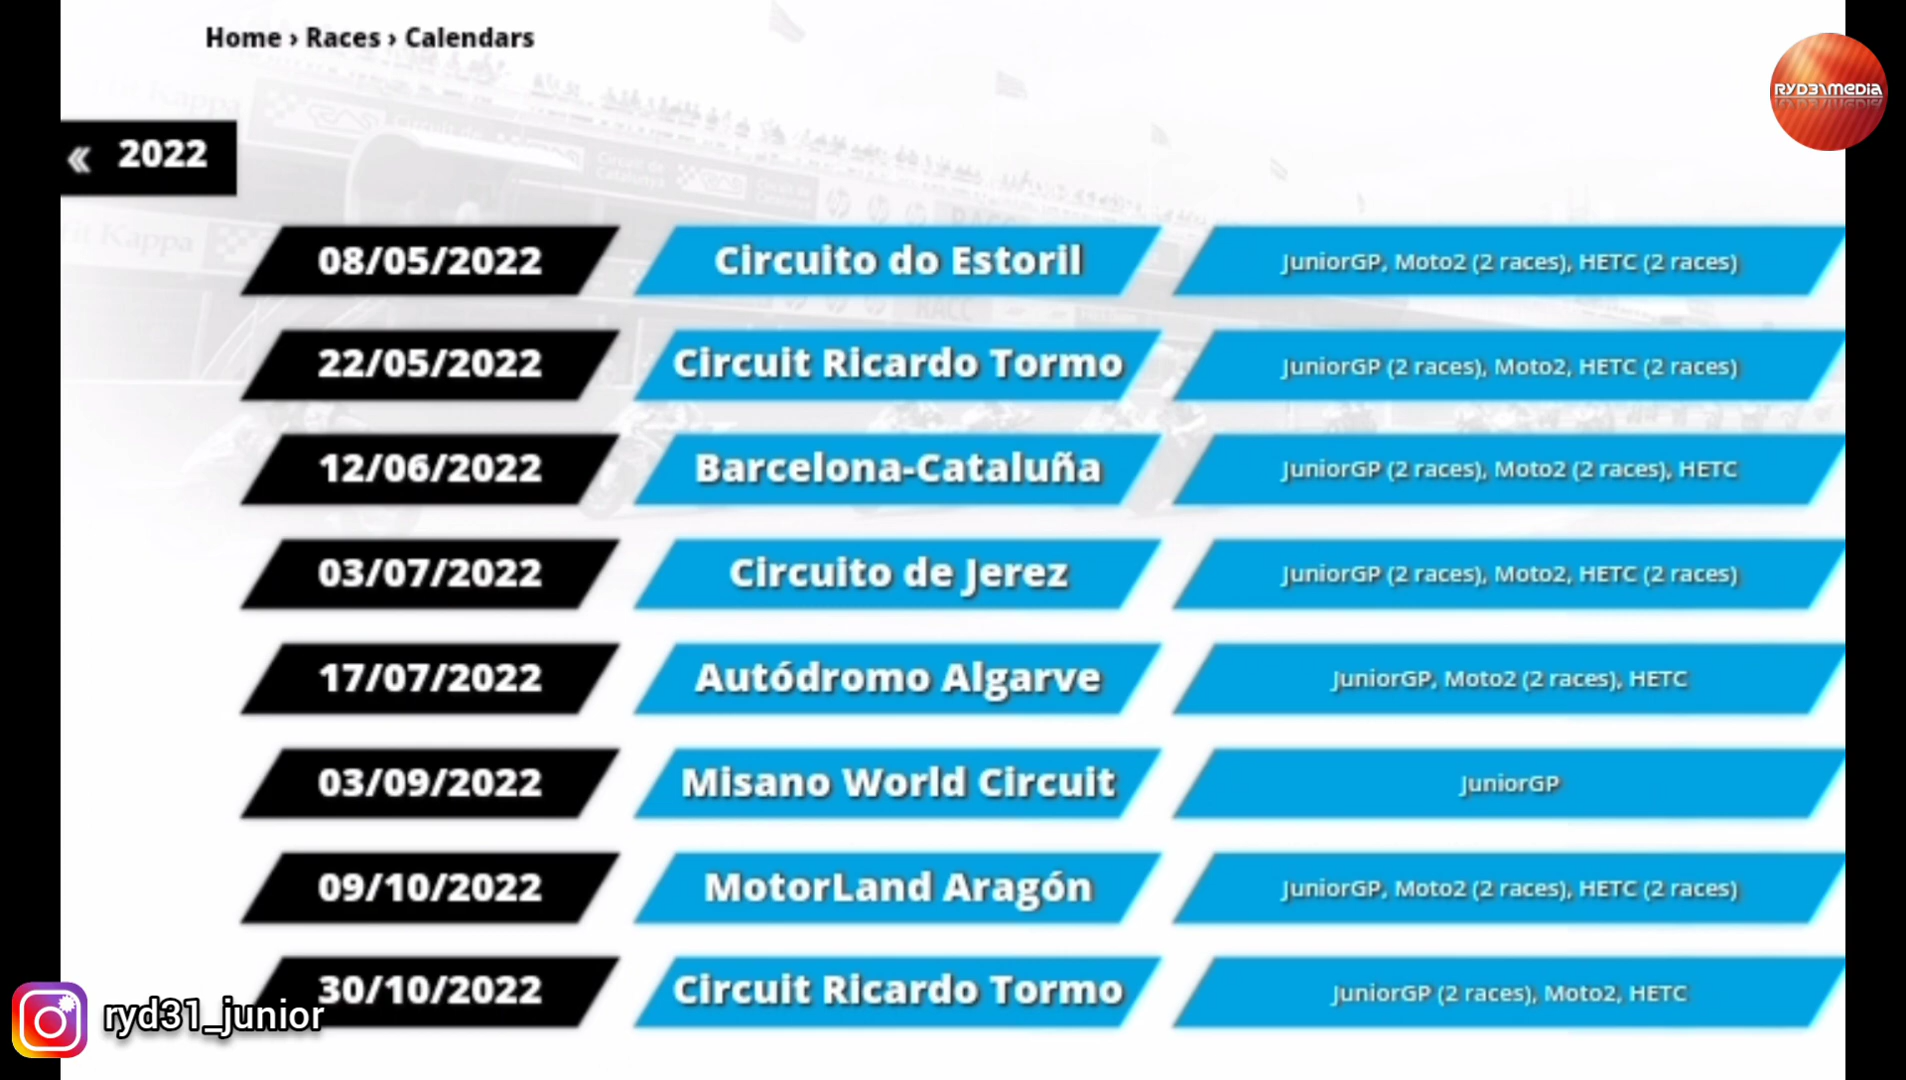 Home › Races › Calendars
RYD31MEDIA
« 2022
08/05/2022 Circuito do Estoril JuniorGP, Moto2 (2 races), HETC (2 races)
22/05/2022 Circuit Ricardo Tormo JuniorGP (2 races), Moto2, HETC (2 races)
12/06/2022 Barcelona-Cataluña JuniorGP (2 races), Moto2 (2 races), HETC
03/07/2022 Circuito de Jerez JuniorGP (2 races), Moto2, HETC (2 races)
17/07/2022 Autódromo Algarve JuniorGP, Moto2 (2 races), HETC
03/09/2022 Misano World Circuit JuniorGP
09/10/2022 MotorLand Aragón JuniorGP, Moto2 (2 races), HETC (2 races)
30/10/2022 Circuit Ricardo Tormo JuniorGP (2 races), Moto2, HETC
ryd31_junior